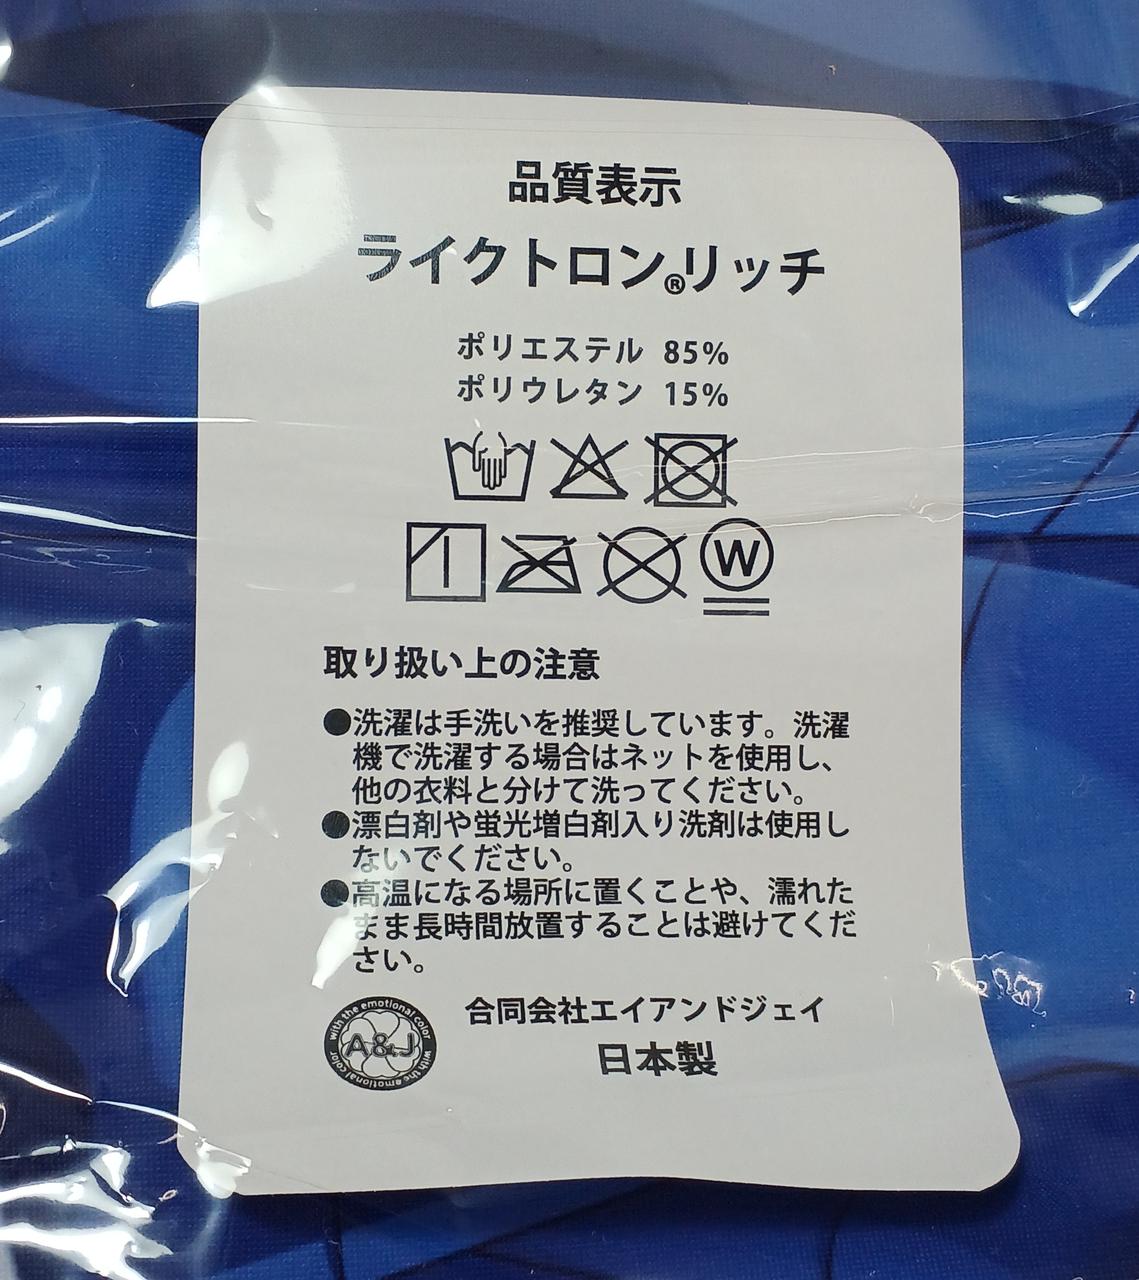 品質表示
ライクトロン®リッチ
ポリエステル 85%
ポリウレタン 15%
W
取り扱い上の注意
●洗濯は手洗いを推奨しています。洗濯
機で洗濯する場合はネットを使用し、
他の衣料と分けて洗ってください。
●漂白剤や蛍光増白剤入り洗剤は使用し
ないでください。
●高温になる場所に置くことや、濡れた
まま長時間放置することは避けてくだ
さい。
with the emotional color
A&J
with the emotional color
合同会社エイアンドジェイ
日本製